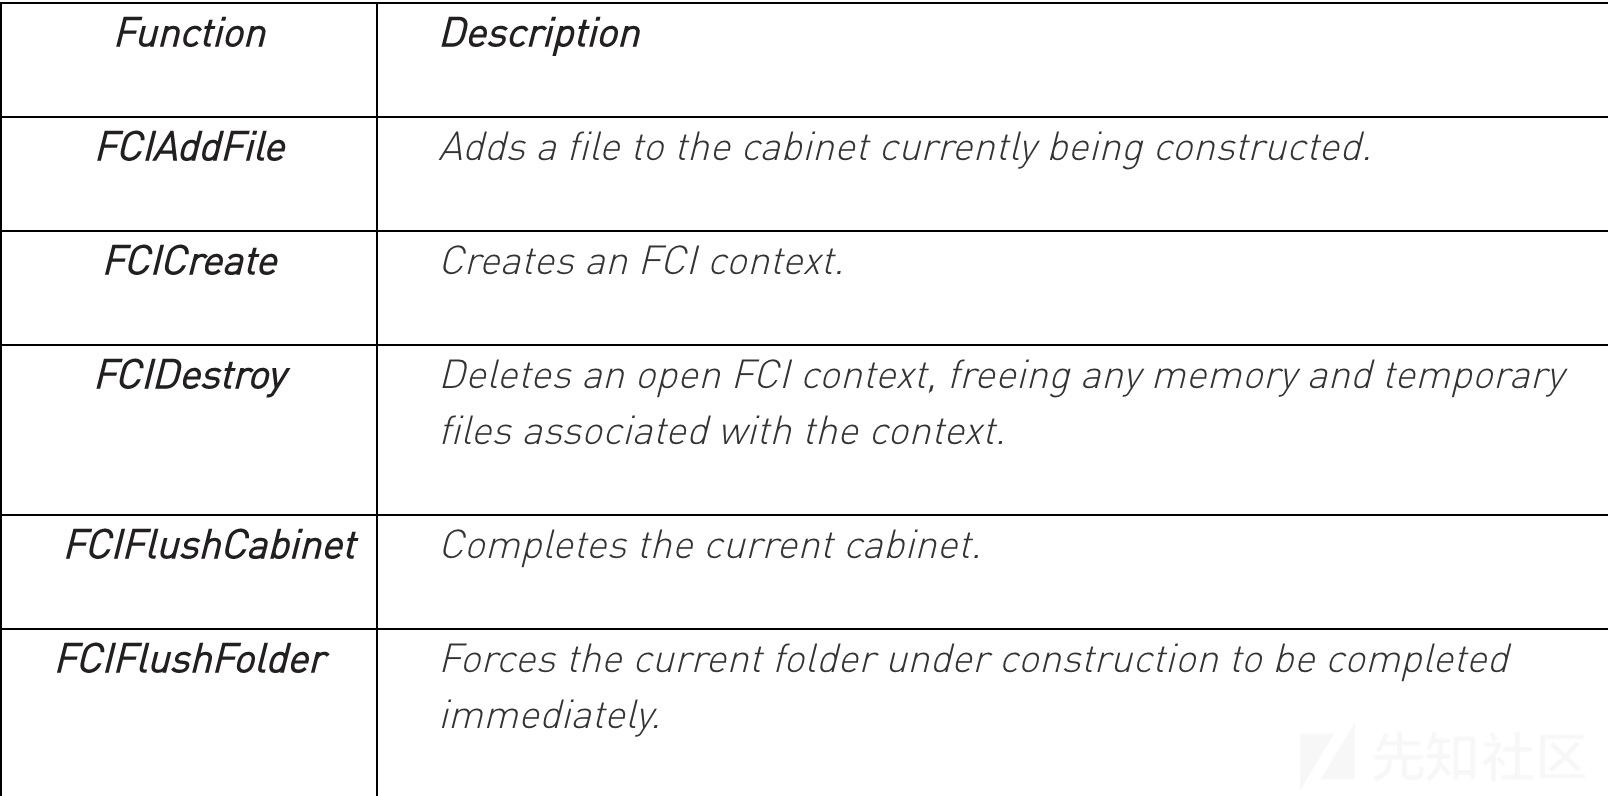 Function
Description
FCIAddFile
Adds a file to the cabinet currently being constructed.
FCICreate
Creates an FCI context.
FCIDestroy
Deletes an open FCI context, freeing any memory and temporary
files associated with the context.
FCIFlushCabinet
Completes the current cabinet.
FCIFlushFolder
Forces the current folder under construction to be completed
immediately.
先知社区